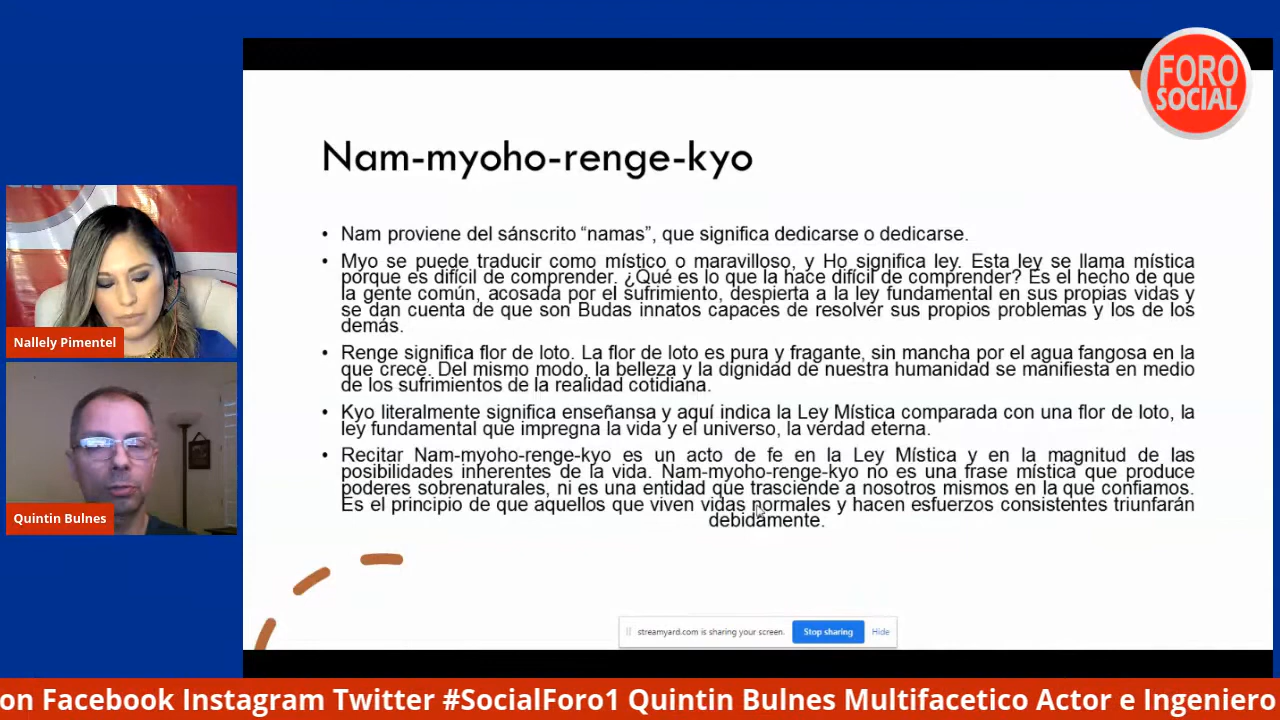 FORO
SOCIAL
Nam-myoho-renge-kyo
• Nam proviene del sánscrito “namas”, que significa dedicarse o dedicarse.
• Myo se puede traducir como místico o maravilloso, y Ho significa ley. Esta ley se llama mística
porque es difícil de comprender. ¿Qué es lo que la hace difícil de comprender? Es el hecho de que
la gente común, acosada por el sufrimiento, despierta a la ley fundamental en sus propias vidas y
se dan cuenta de que son Budas innatos capaces de resolver sus propios problemas y los de los
demás.
• Renge significa flor de loto. La flor de loto es pura y fragante, sin mancha por el agua fangosa en la
que crece. Del mismo modo, la belleza y la dignidad de nuestra humanidad se manifiesta en medio
de los sufrimientos de la realidad cotidiana.
• Kyo literalmente significa enseñansa y aquí indica la Ley Mística comparada con una flor de loto, la
ley fundamental que impregna la vida y el universo, la verdad eterna.
• Recitar Nam-myoho-renge-kyo es un acto de fe en la Ley Mística y en la magnitud de las
posibilidades inherentes de la vida. Nam-myoho-renge-kyo no es una frase mística que produce
poderes sobrenaturales, ni es una entidad que trasciende a nosotros mismos en la que confiamos.
Es el principio de que aquellos que viven vidas normales y hacen esfuerzos consistentes triunfarán
debidamente.
Nallely Pimentel
Quintin Bulnes
streamyard.com is sharing your screen.
Stop sharing
Hide
on Facebook Instagram Twitter #SocialForo1 Quintin Bulnes Multifacetico Actor e Ingeniero